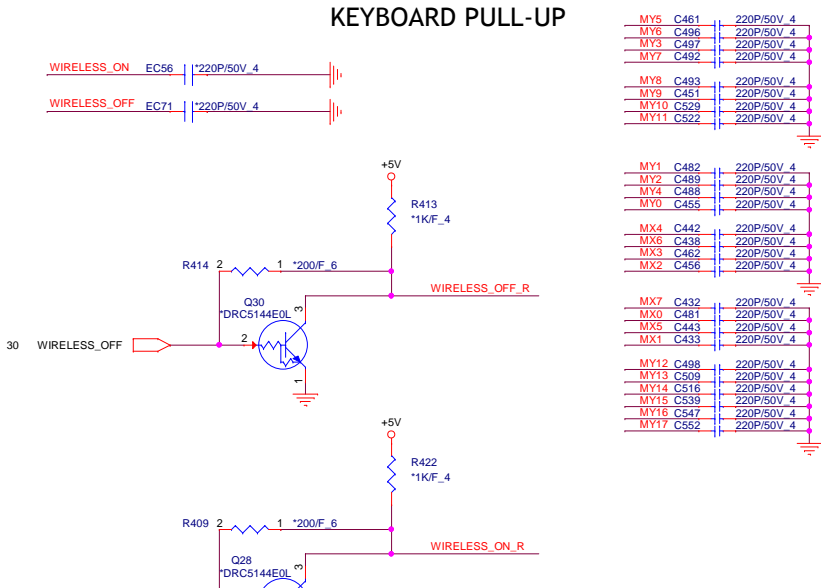 KEYBOARD PULL-UP
WIRELESS_ON EC56 *220P/50V_4
WIRELESS_OFF EC71 *220P/50V_4
+5V
R413
*1K/F_4
R414 2 1 *200/F_6
WIRELESS_OFF_R
Q30
*DRC5144E0L
3
30 WIRELESS_OFF 2
1
+5V
R422
*1K/F_4
R409 2 1 *200/F_6
WIRELESS_ON_R
Q28
*DRC5144E0L
3
MY5 C461 220P/50V_4
MY6 C496 220P/50V_4
MY3 C497 220P/50V_4
MY7 C492 220P/50V_4
MY8 C493 220P/50V_4
MY9 C451 220P/50V_4
MY10 C529 220P/50V_4
MY11 C522 220P/50V_4
MY1 C482 220P/50V_4
MY2 C489 220P/50V_4
MY4 C488 220P/50V_4
MY0 C455 220P/50V_4
MX4 C442 220P/50V_4
MX6 C438 220P/50V_4
MX3 C462 220P/50V_4
MX2 C456 220P/50V_4
MX7 C432 220P/50V_4
MX0 C481 220P/50V_4
MX5 C443 220P/50V_4
MX1 C433 220P/50V_4
MY12 C498 220P/50V_4
MY13 C509 220P/50V_4
MY14 C516 220P/50V_4
MY15 C539 220P/50V_4
MY16 C547 220P/50V_4
MY17 C552 220P/50V_4